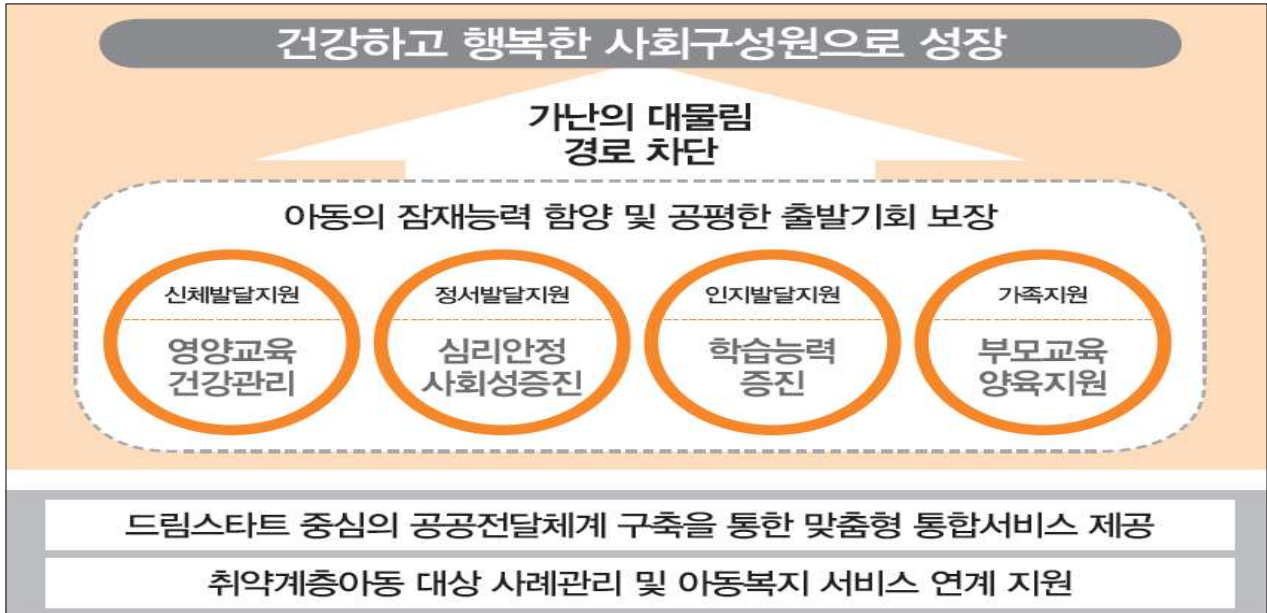 건강하고 행복한 사회구성원으로 성장
가난의 대물림
경로 차단
아동의 잠재능력 함양 및 공평한 출발기회 보장
신체발달지원
영양교육
건강관리
정서발달지원
심리안정
사회성증진
인지발달지원
학습능력
증진
가족지원
부모교육
양육지원
드림스타트 중심의 공공전달체계 구축을 통한 맞춤형 통합서비스 제공
취약계층아동 대상 사례관리 및 아동복지 서비스 연계 지원